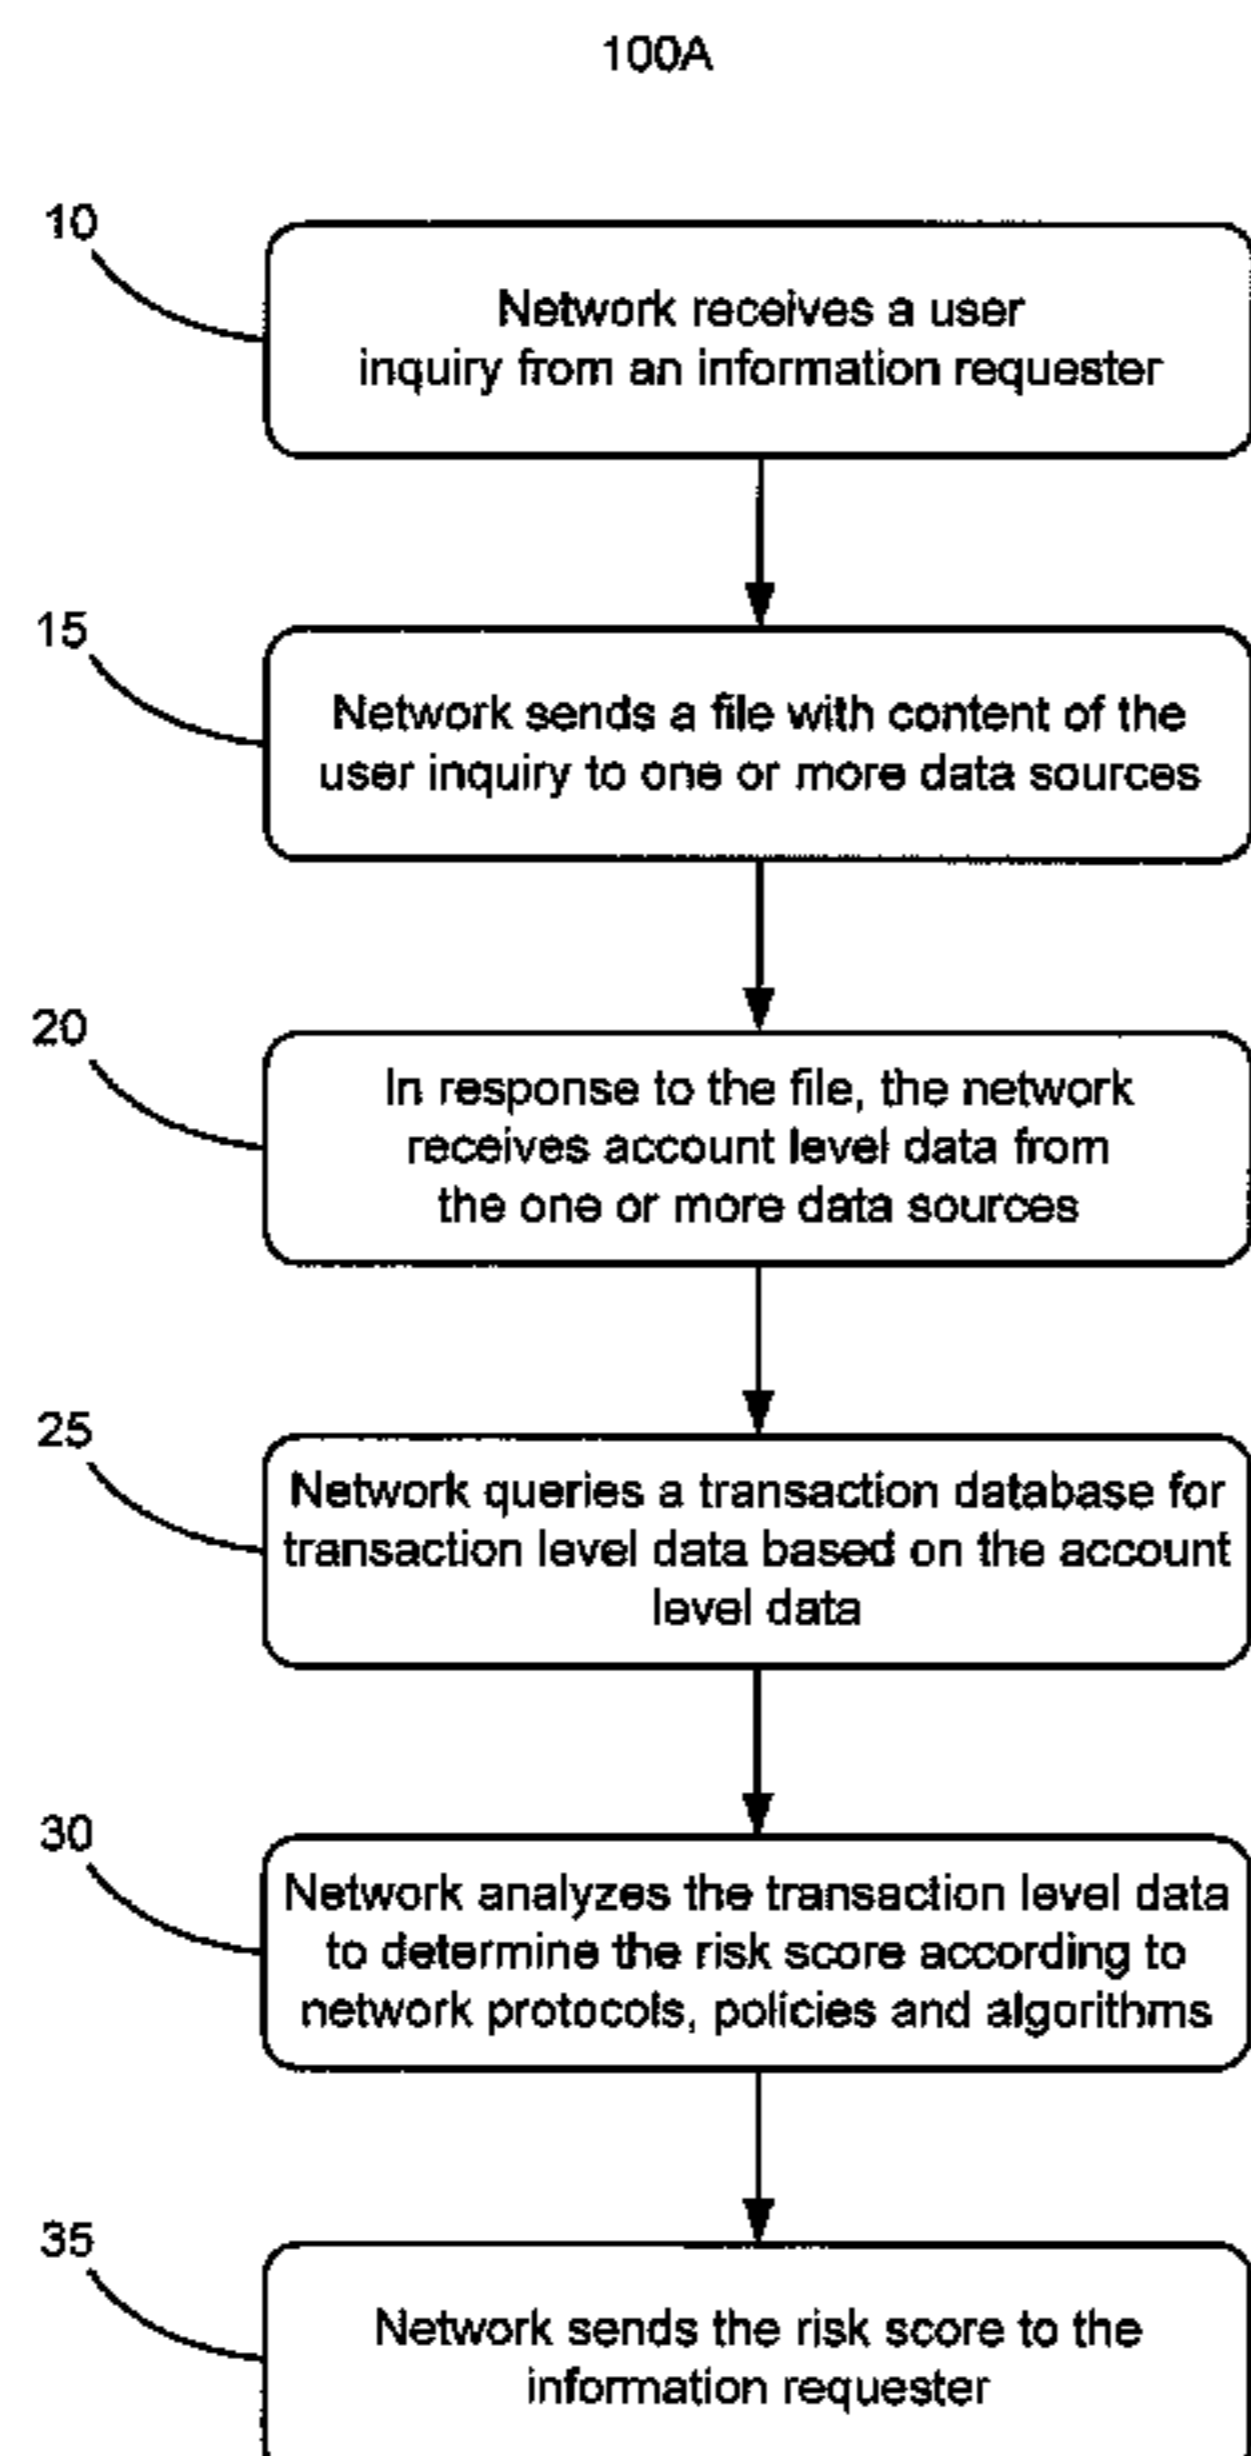 100A
10
Network receives a user
inquiry from an information requester
15
Network sends a file with content of the
user inquiry to one or more data sources
20
In response to the file, the network
receives account level data from
the one or more data sources
25
Network queries a transaction database for
transaction level data based on the account
level data
30
Network analyzes the transaction level data
to determine the risk score according to
network protocols, policies and algorithms
35
Network sends the risk score to the
information requester